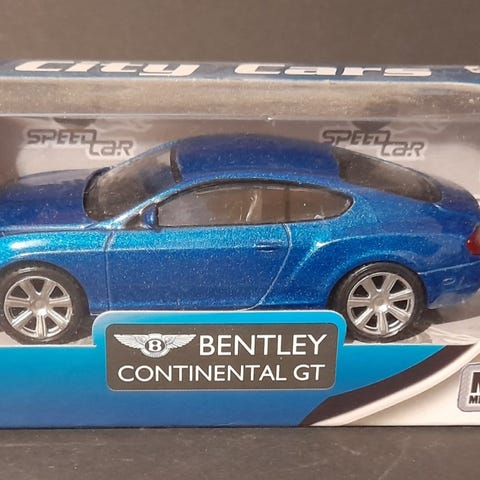 City Cars
SPEED CAR
SPEED CAR
B BENTLEY
CONTINENTAL GT